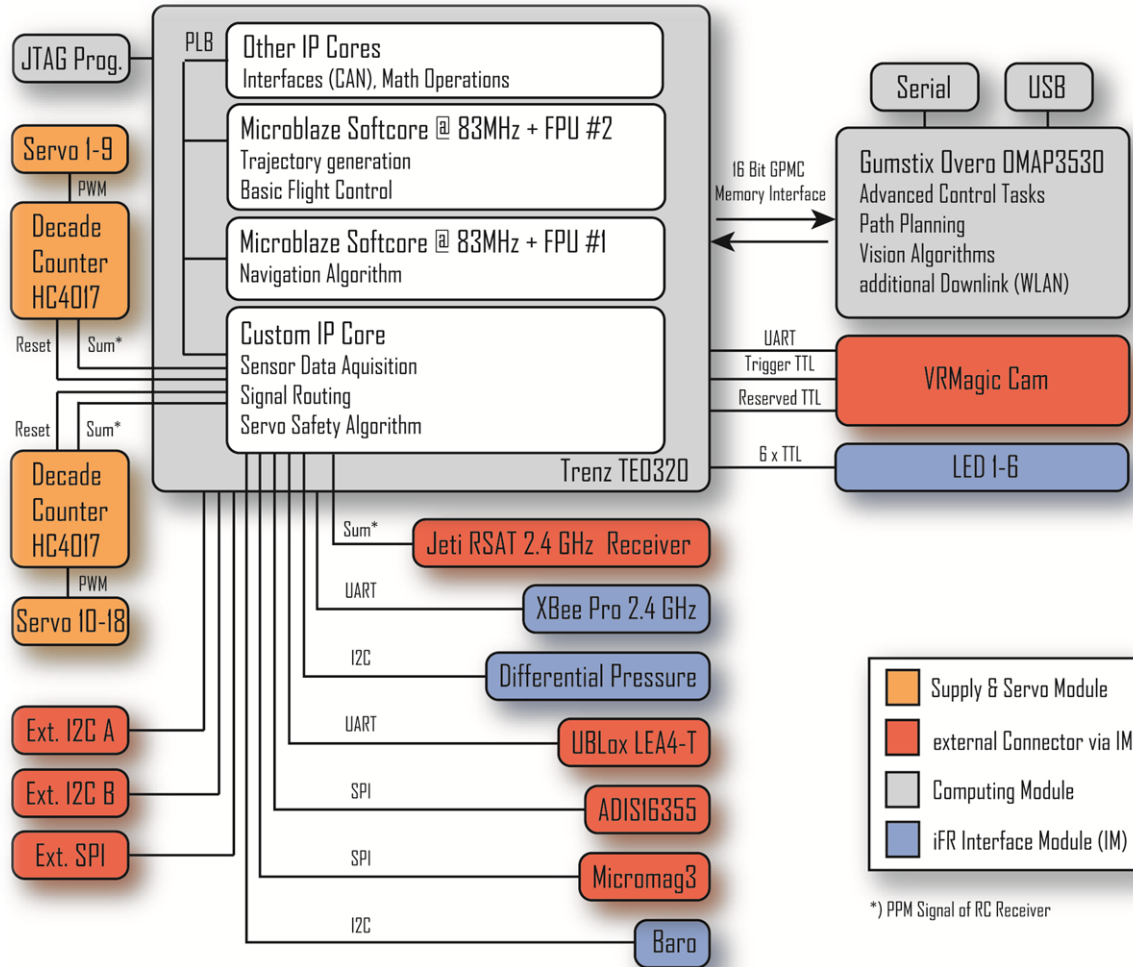 JTAG Prog.
PLB
Other IP Cores
Interfaces (CAN), Math Operations
Microblaze Softcore @ 83MHz + FPU #2
Trajectory generation
Basic Flight Control
Microblaze Softcore @ 83MHz + FPU #1
Navigation Algorithm
Custom IP Core
Sensor Data Aquisition
Signal Routing
Servo Safety Algorithm
Trenz TE0320
Servo 1-9
PWM
Decade
Counter
HC4017
Reset
Sum*
Reset
Sum*
Decade
Counter
HC4017
PWM
Servo 10-18
Ext. I2C A
Ext. I2C B
Ext. SPI
Serial
USB
16 Bit GPMC
Memory Interface
Gumstix Overo OMAP3530
Advanced Control Tasks
Path Planning
Vision Algorithms
additional Downlink (WLAN)
UART
Trigger TTL
Reserved TTL
VRMagic Cam
6 x TTL
LED 1-6
Sum*
Jeti RSAT 2.4 GHz Receiver
UART
XBee Pro 2.4 GHz
I2C
Differential Pressure
UART
UBLox LEA4-T
SPI
ADIS16355
SPI
Micromag3
I2C
Baro
Supply & Servo Module
external Connector via IM
Computing Module
iFR Interface Module (IM)
*) PPM Signal of RC Receiver